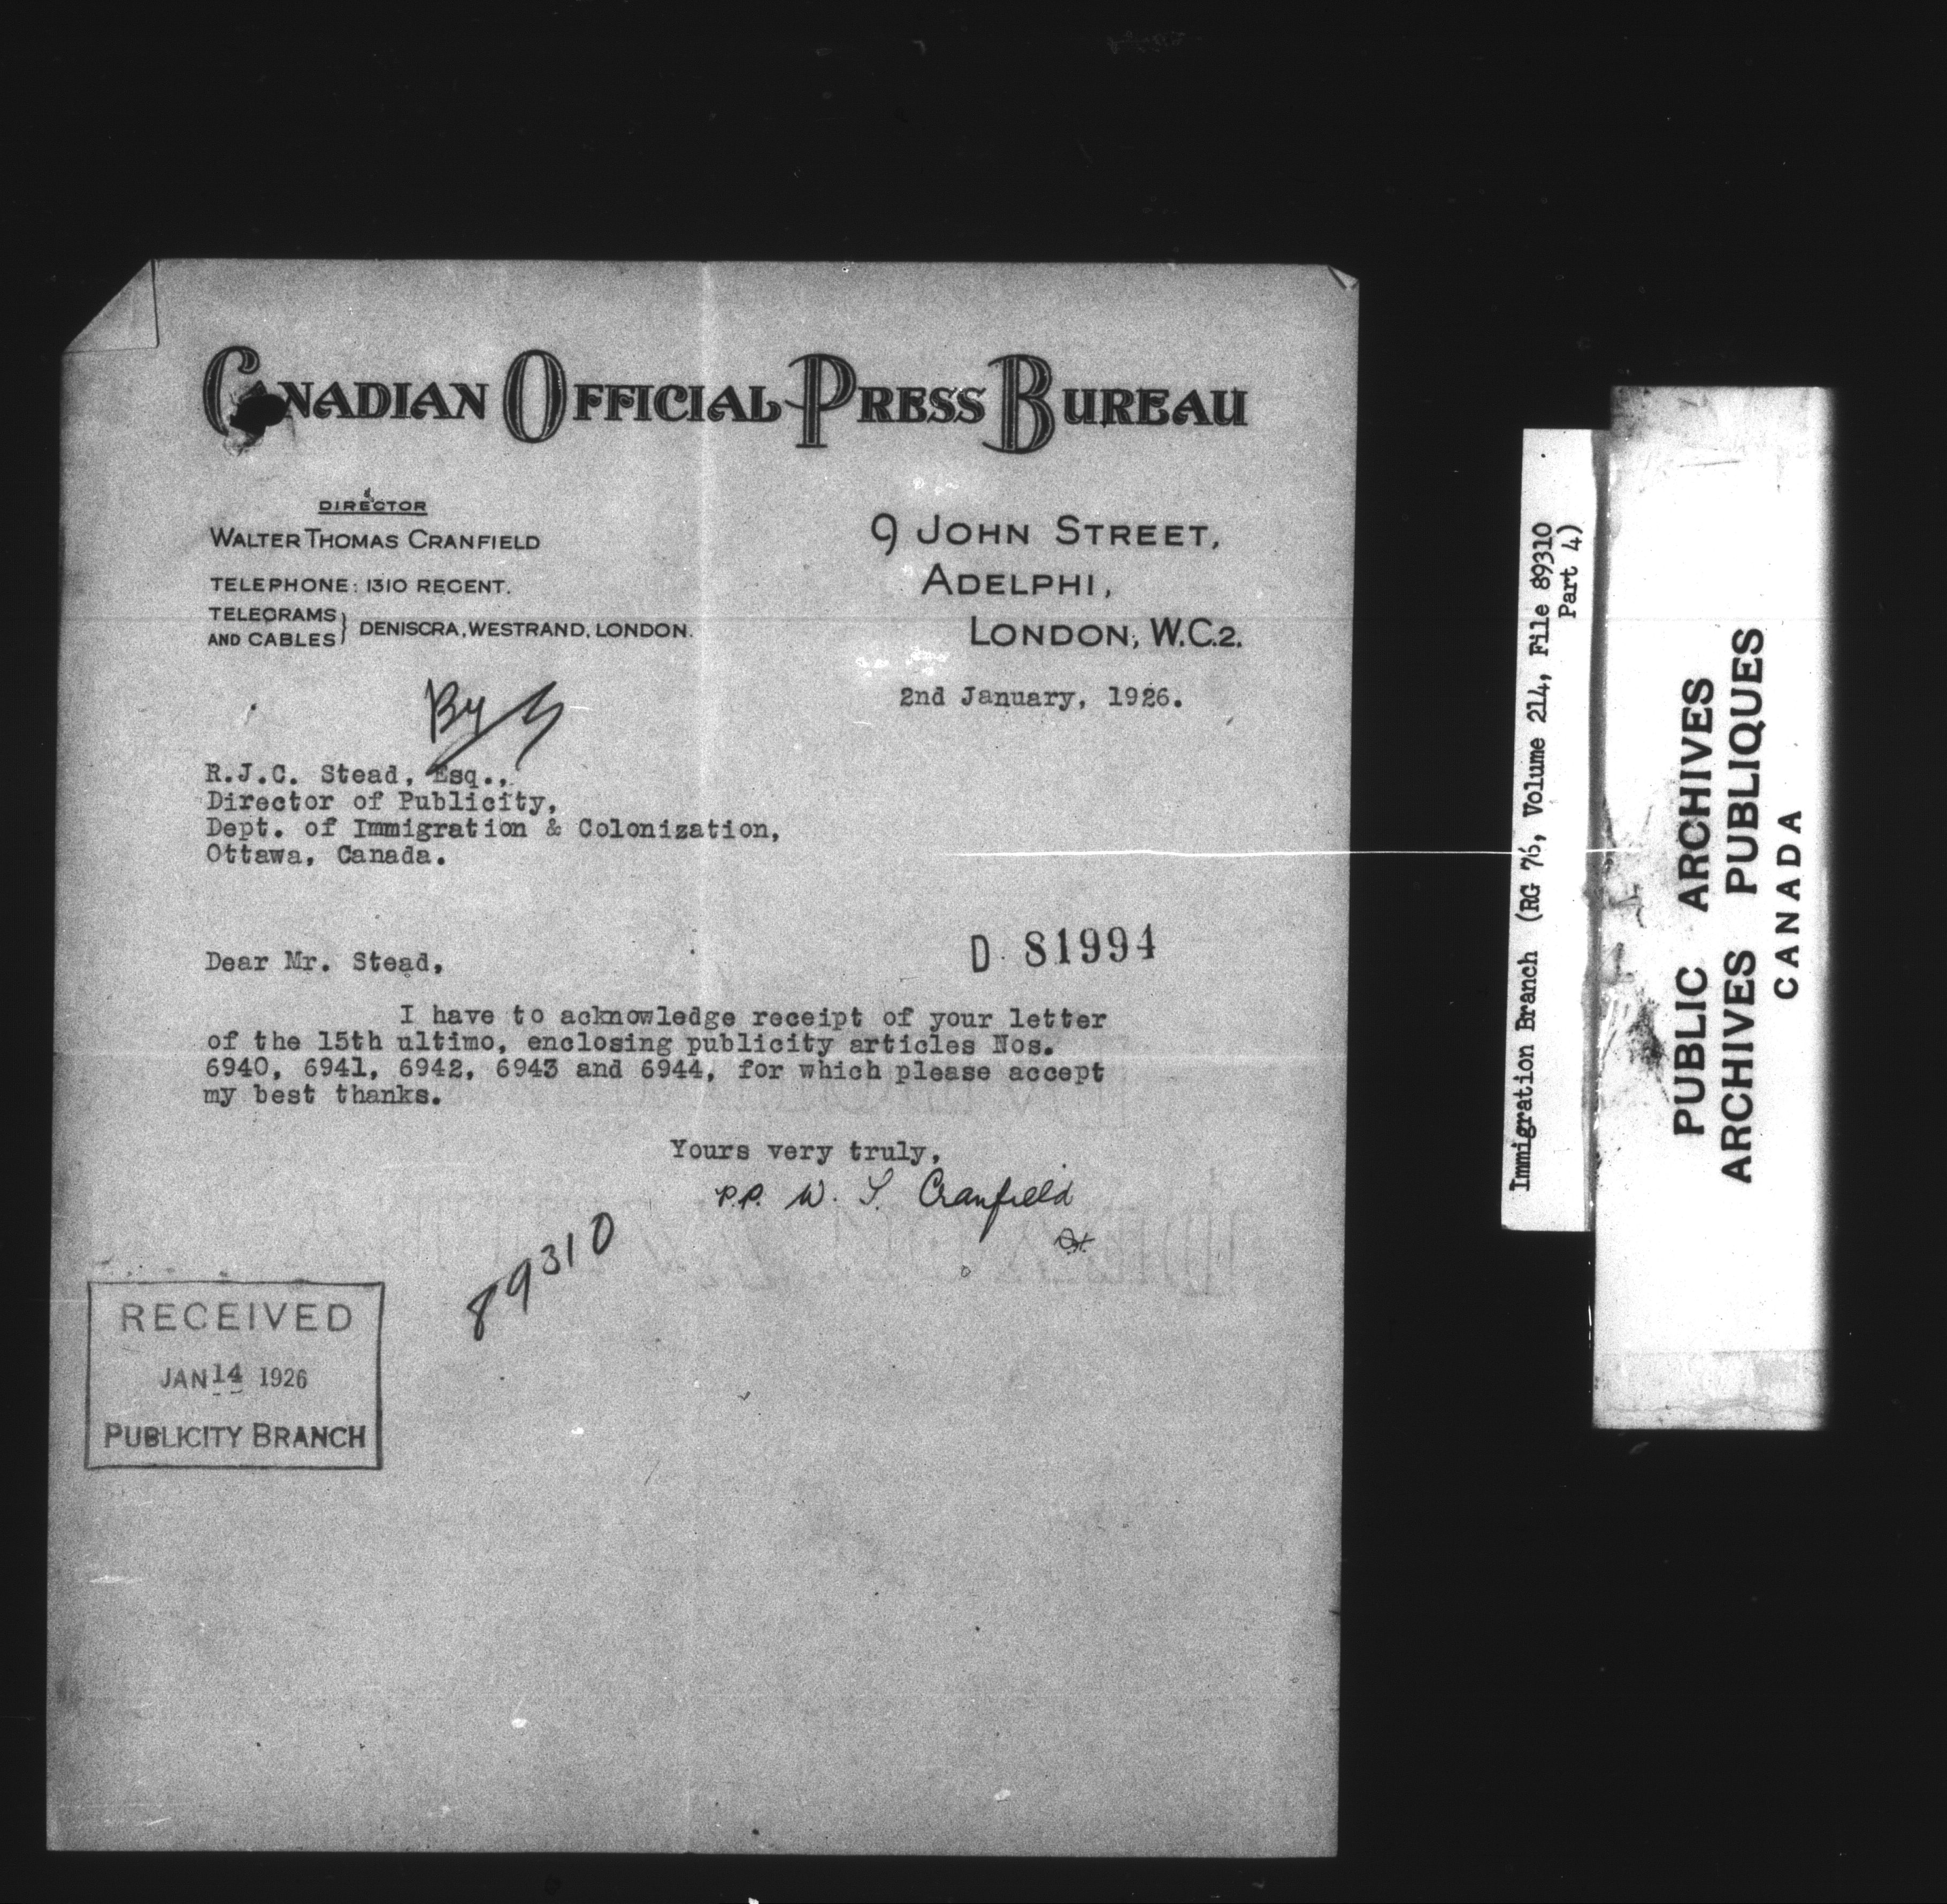 CANADIAN OFFICIAL PRESS BUREAU
DIRECTOR
WALTER THOMAS CRANFIELD
TELEPHONE: 1310 REGENT.
TELEGRAMS AND CABLES } DENISCRA, WESTRAND, LONDON.
9 JOHN STREET,
ADELPHI,
LONDON, W.C.2.
2nd January, 1926.
By
R.J.C. Stead, Esq.,
Director of Publicity,
Dept. of Immigration & Colonization,
Ottawa, Canada.
D 81994
Dear Mr. Stead,
I have to acknowledge receipt of your letter
of the 15th ultimo, enclosing publicity articles Nos.
6940, 6941, 6942, 6943 and 6944, for which please accept
my best thanks.
Yours very truly,
p.p. W. T. Cranfield
89310
RECEIVED
JAN 14 1926
PUBLICITY BRANCH
Immigration Branch (RG 76, Volume 214, File 89310
Part 4)
PUBLIC ARCHIVES
ARCHIVES PUBLIQUES
CANADA